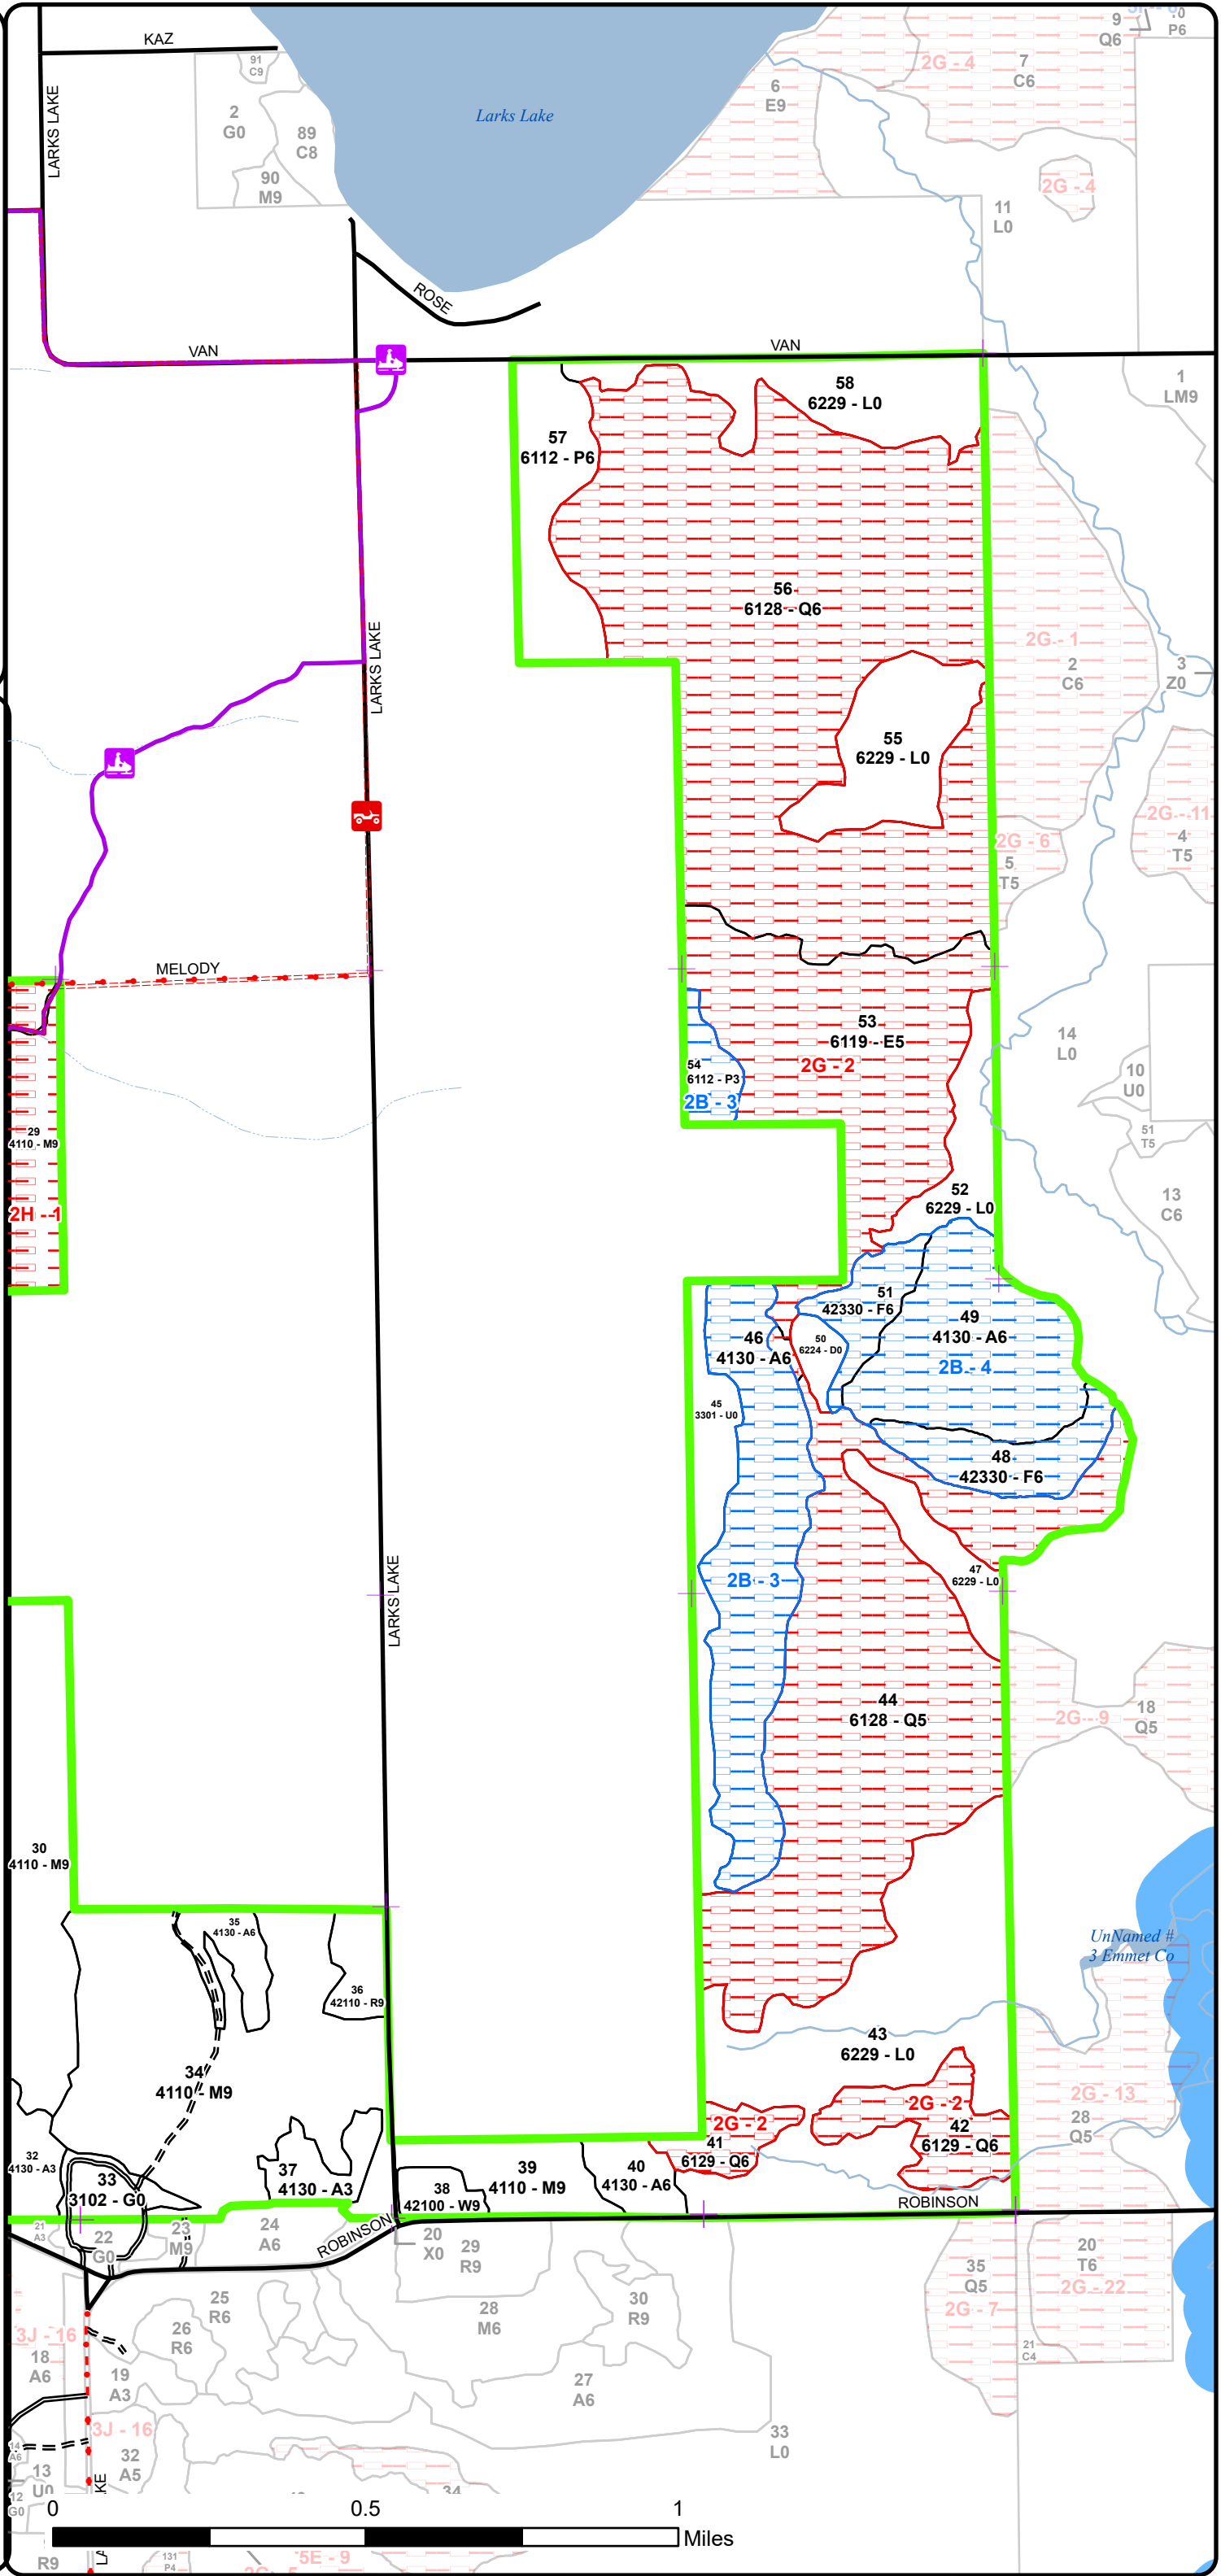 KAZ
LARKS LAKE
91
C9
2
G0
89
C8
90
M9
Larks Lake
9
Q6
P6
2G - 4
7
C6
6
E9
2G - 4
11
L0
ROSE
VAN
VAN
1
LM9
58
6229 - L0
57
6112 - P6
56
6128 - Q6
2G - 1
2
C6
3
Z0
LARKS LAKE
55
6229 - L0
2G - 11
4
T5
2G - 6
5
T5
MELODY
53
6119 - E5
2G - 2
54
6112 - P3
2B - 3
14
L0
10
U0
51
T5
13
C6
29
4110 - M9
2H - 1
52
6229 - L0
51
42330 - F6
50
6224 - D0
49
4130 - A6
2B - 4
46
4130 - A6
45
3301 - U0
48
42330 - F6
47
6229 - L0
2B - 3
LARKS LAKE
44
6128 - Q5
2G - 9
18
Q5
30
4110 - M9
35
4130 - A6
36
42110 - R9
UnNamed #
3 Emmet Co
43
6229 - L0
34
4110 - M9
2G - 2
2G - 2
42
6129 - Q6
41
6129 - Q6
2G - 13
28
Q5
32
4130 - A3
33
3102 - G0
37
4130 - A3
38
42100 - W9
39
4110 - M9
40
4130 - A6
ROBINSON
ROBINSON
21
A3
22
G0
23
M9
24
A6
20
X0
29
R9
35
Q5
2G - 7
20
T6
2G - 22
21
C4
25
R6
26
R6
28
M6
30
R9
27
A6
3J - 16
18
A6
19
A3
3J - 16
32
A5
33
L0
34
14
A6
13
U0
12
G0
R9
131
P4
5E - 9
0
0.5
1
Miles